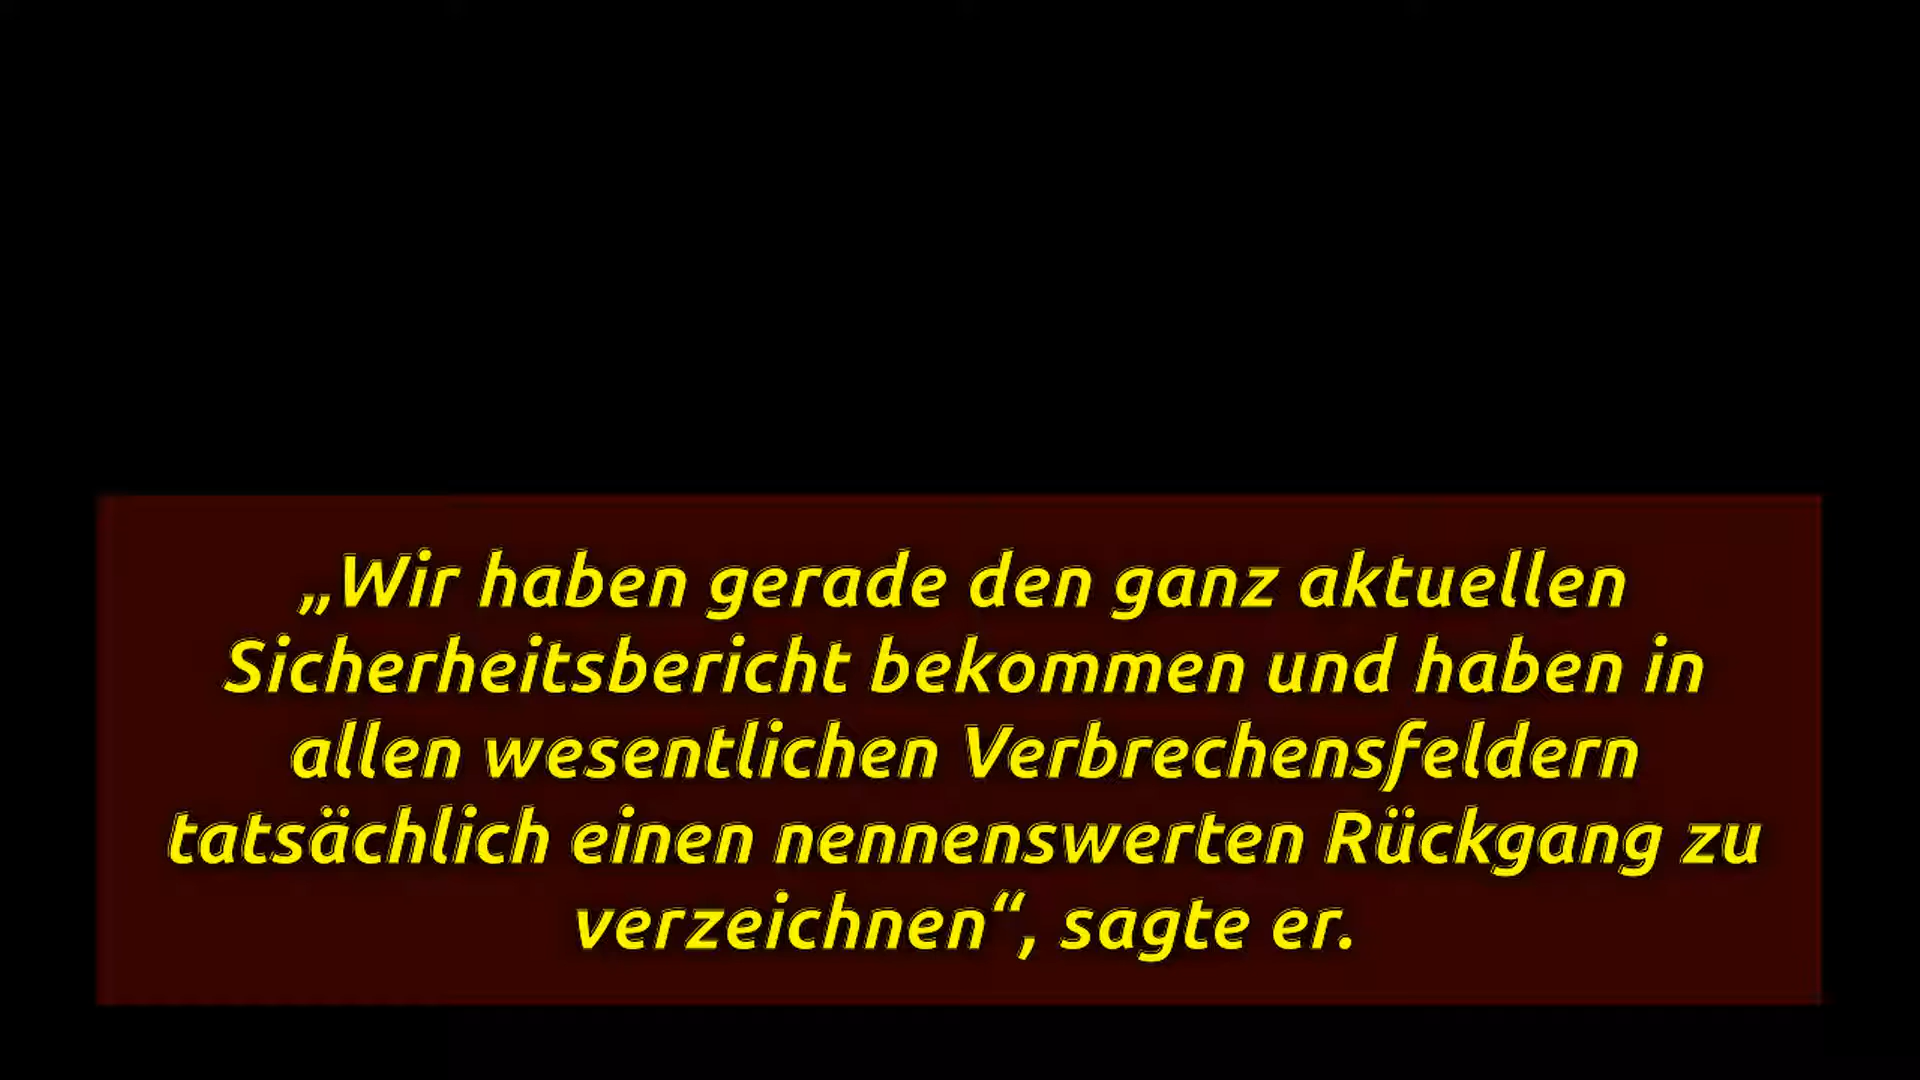 „Wir haben gerade den ganz aktuellen
Sicherheitsbericht bekommen und haben in
allen wesentlichen Verbrechensfeldern
tatsächlich einen nennenswerten Rückgang zu
verzeichnen“, sagte er.